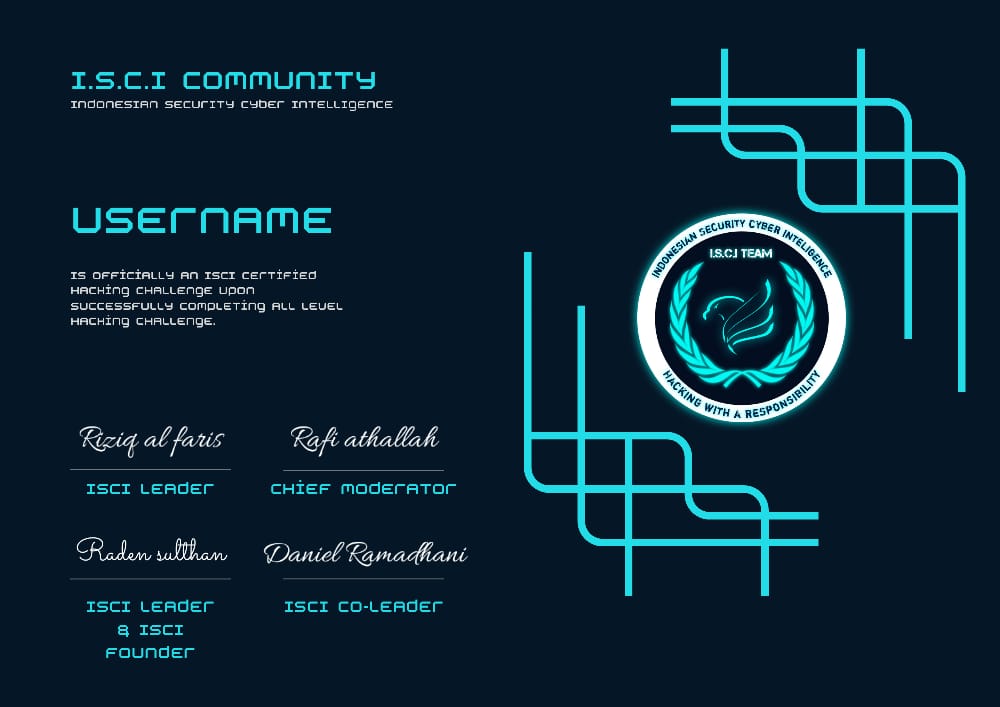 I.S.C.I COMMUNITY
INDONESIAN SECURITY CYBER INTELLIGENCE
USERNAME
IS OFFICIALLY AN ISCI CERTIFIED
HACKING CHALLENGE UPON
SUCCESSFULLY COMPLETING ALL LEVEL
HACKING CHALLENGE.
INDONESIAN SECURITY CYBER INTELIGENCE
I.S.C.I TEAM
HACKING WITH A RESPONSIBILITY
Riziq al faris
Rafi athallah
ISCI LEADER
CHIEF MODERATOR
Raden sulthan
Daniel Ramadhani
ISCI LEADER
& ISCI
FOUNDER
ISCI CO-LEADER